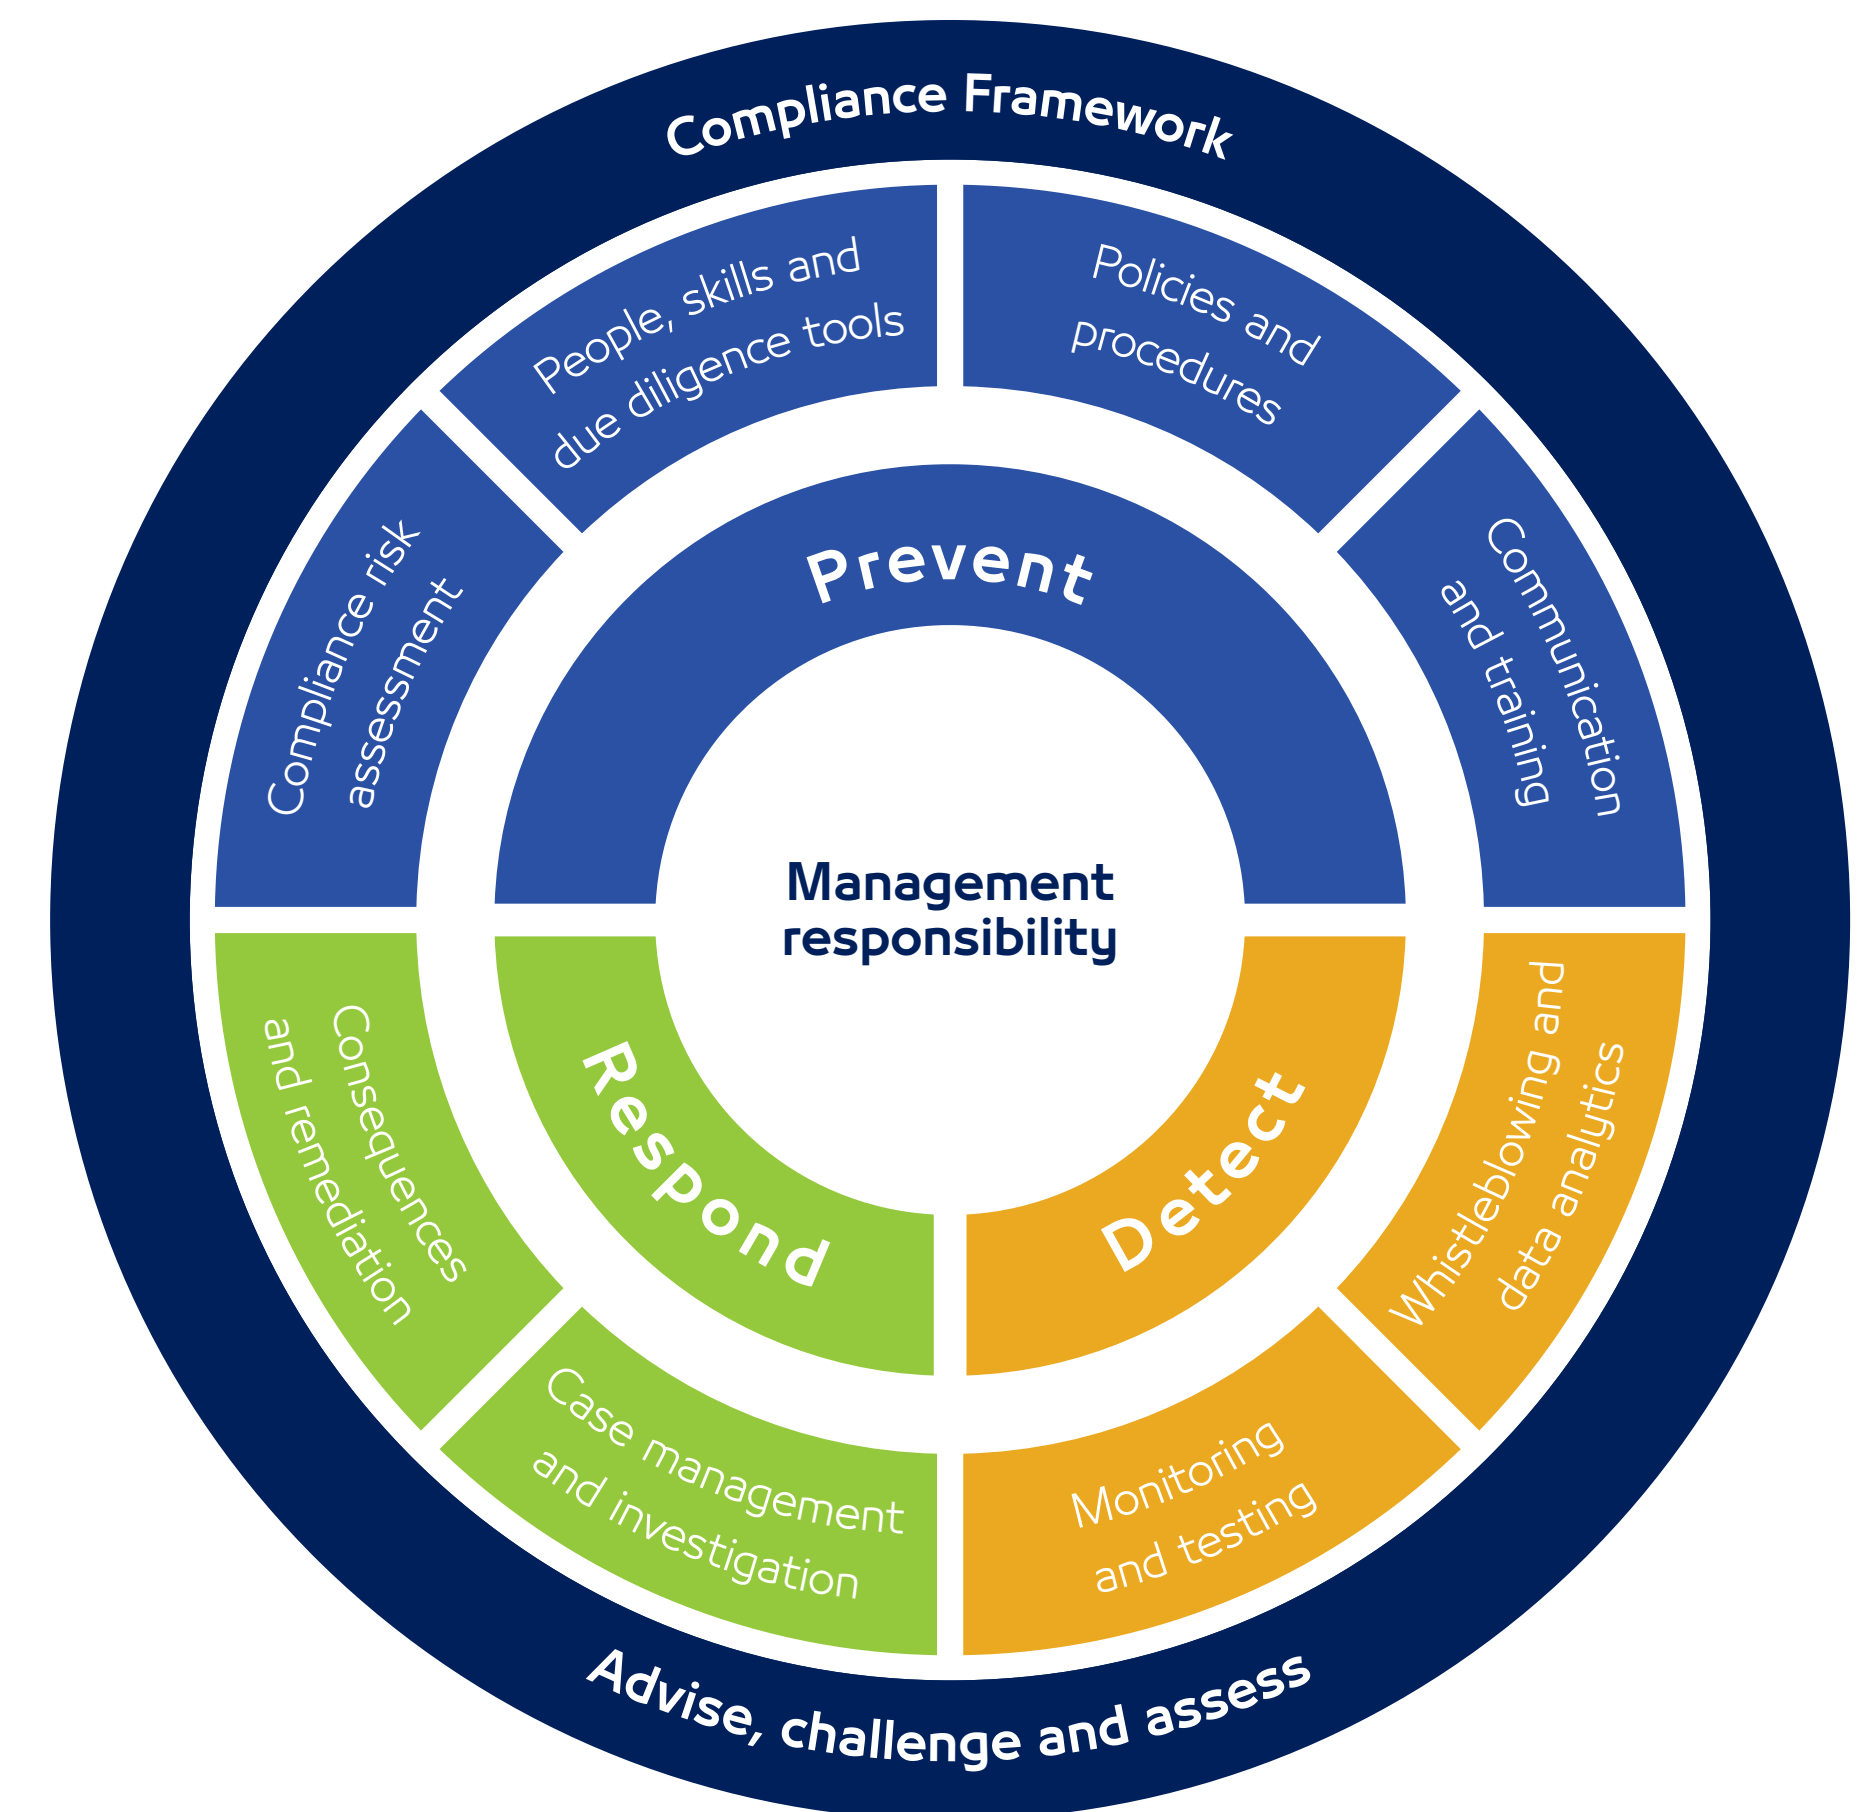 Compliance Framework
People, skills and
due diligence tools
Policies and
procedures
Compliance risk
assessment
Communication
and training
Prevent
Management
responsibility
Respond
Detect
Consequences
and remediation
Whistleblowing and
data analytics
Case management
and investigation
Monitoring
and testing
Advise, challenge and assess